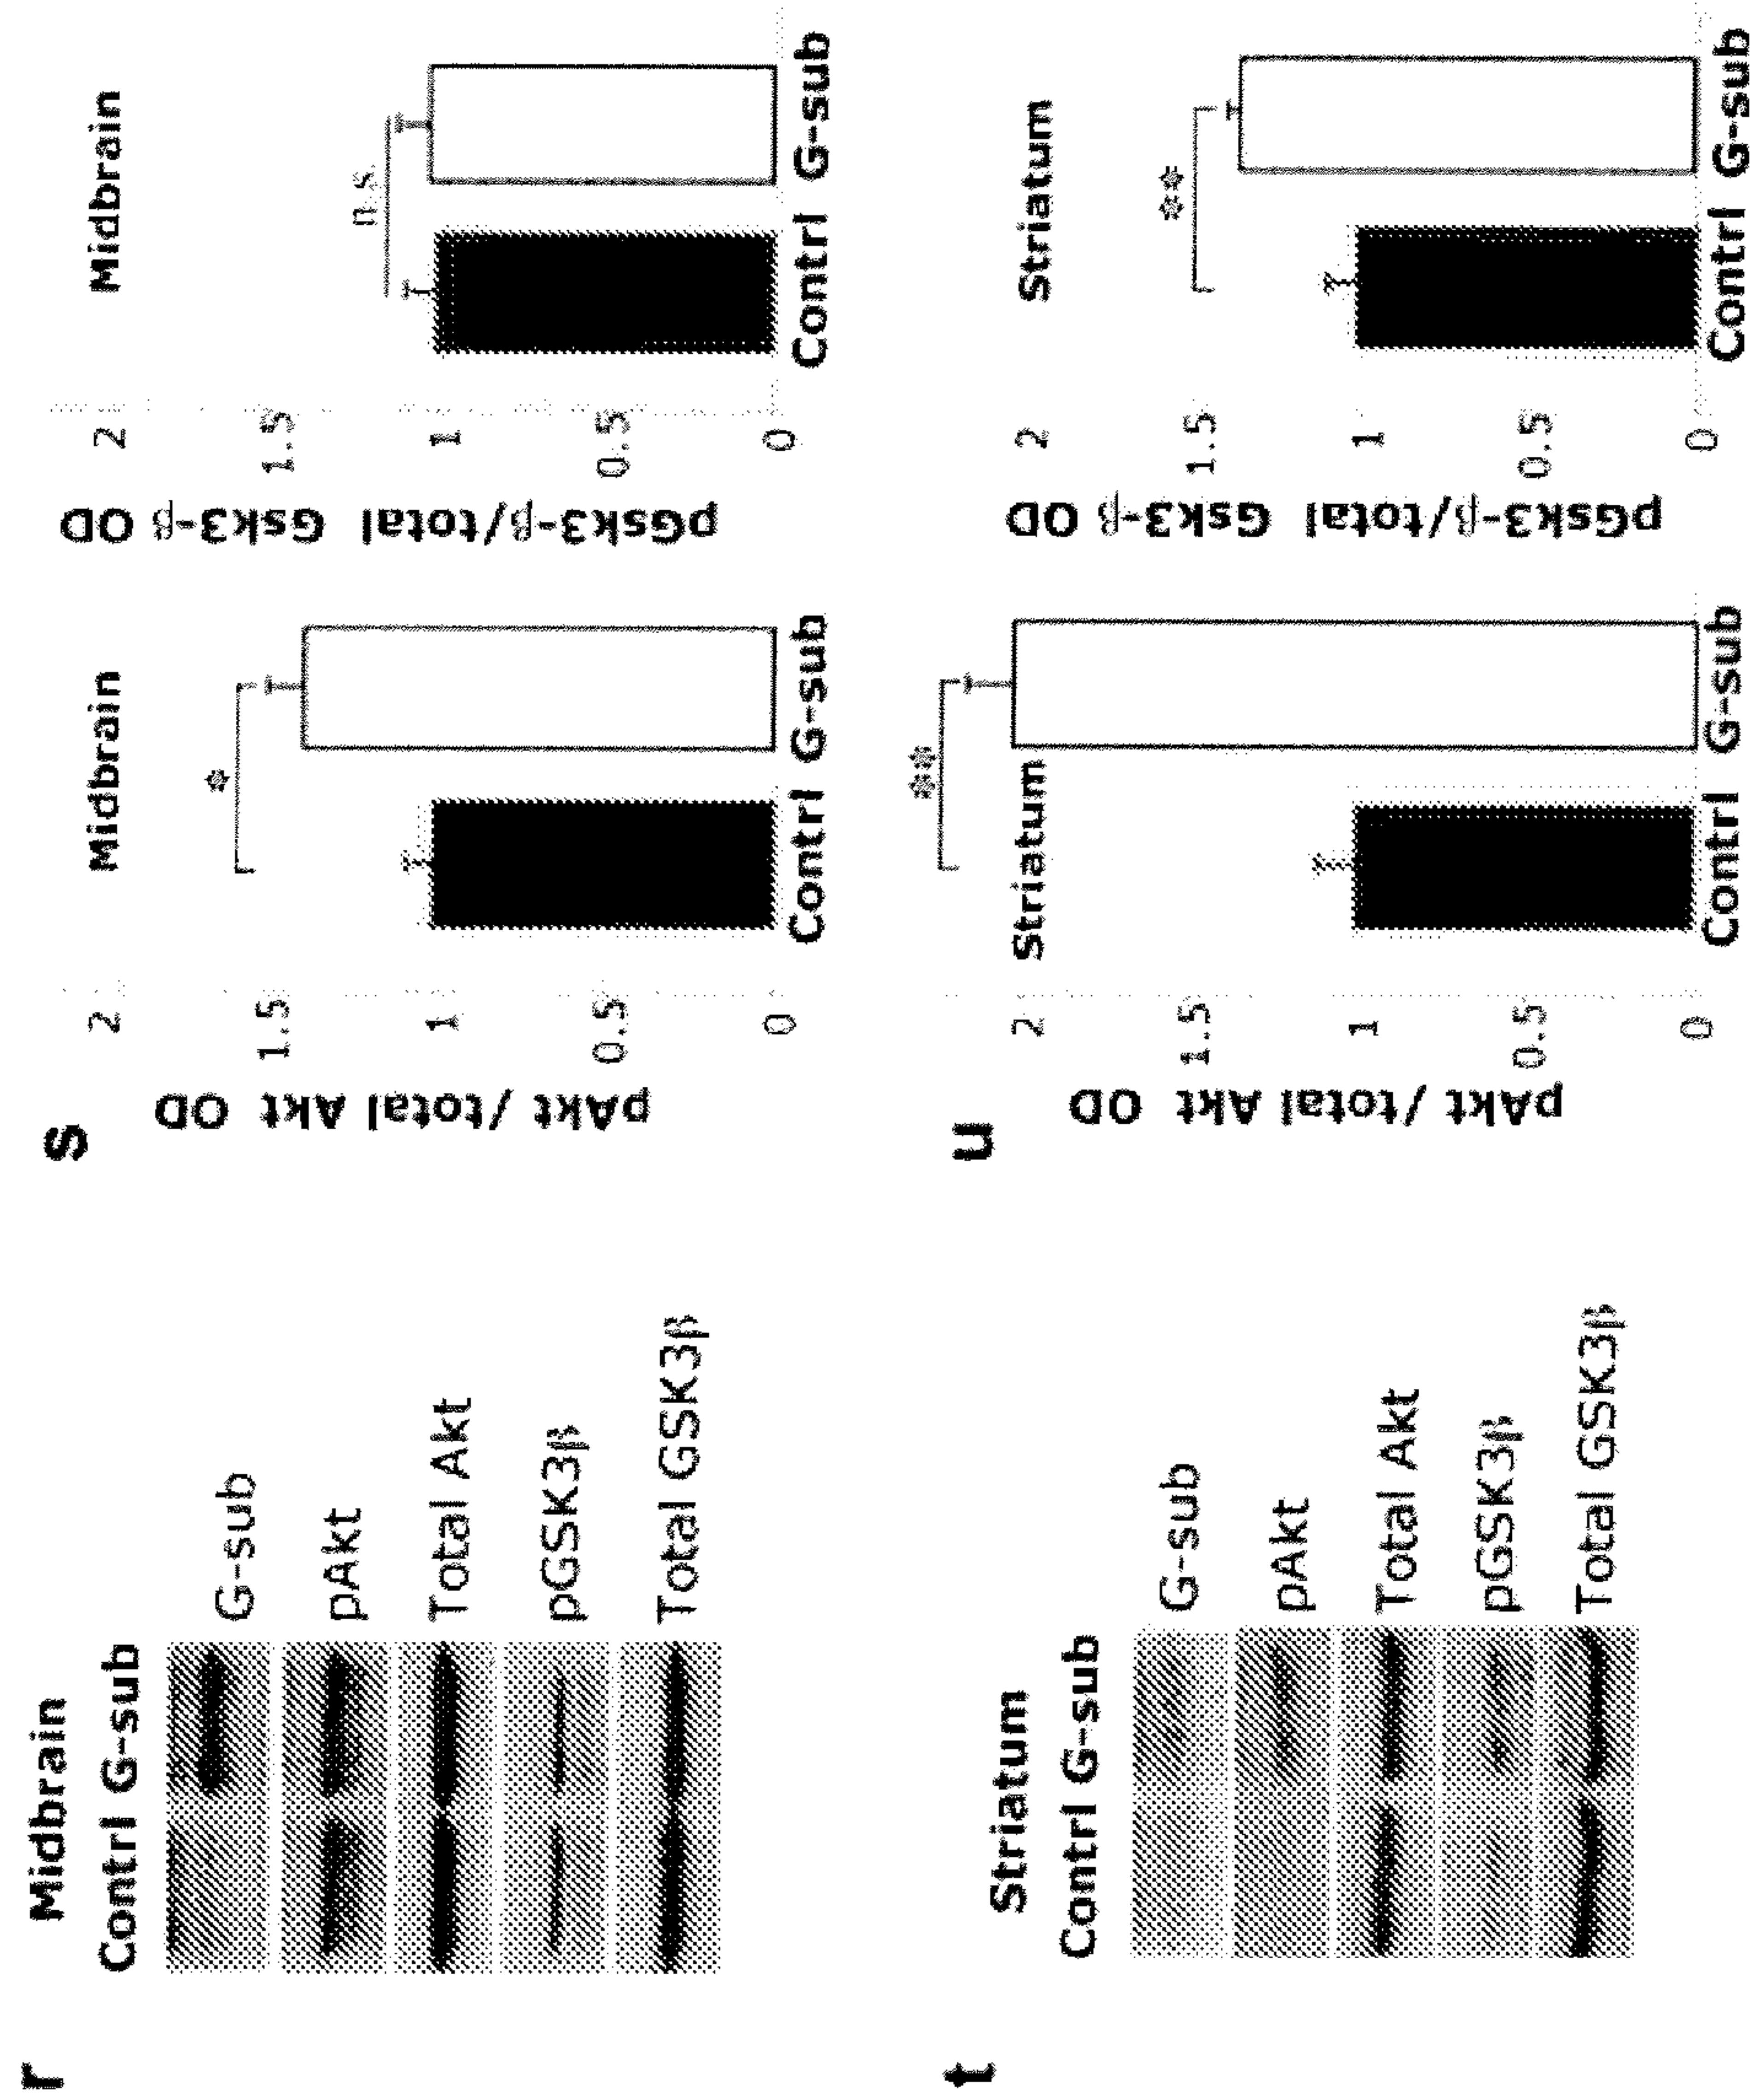 r
Midbrain
Contrl G-sub
G-sub
pAkt
Total Akt
pGSK3β
Total GSK3β
s
pAkt /total Akt OD
2
1.5
1
0.5
0
Midbrain
*
Contrl G-sub
pGsk3-β/total Gsk3-β OD
2
1.5
1
0.5
0
Midbrain
n.s.
Contrl G-sub
t
Striatum
Contrl G-sub
G-sub
pAkt
Total Akt
pGSK3β
Total GSK3β
u
pAkt /total Akt OD
2
1.5
1
0.5
0
**
Striatum
Contrl G-sub
pGsk3-β/total Gsk3-β OD
2
1.5
1
0.5
0
Striatum
**
Contrl G-sub